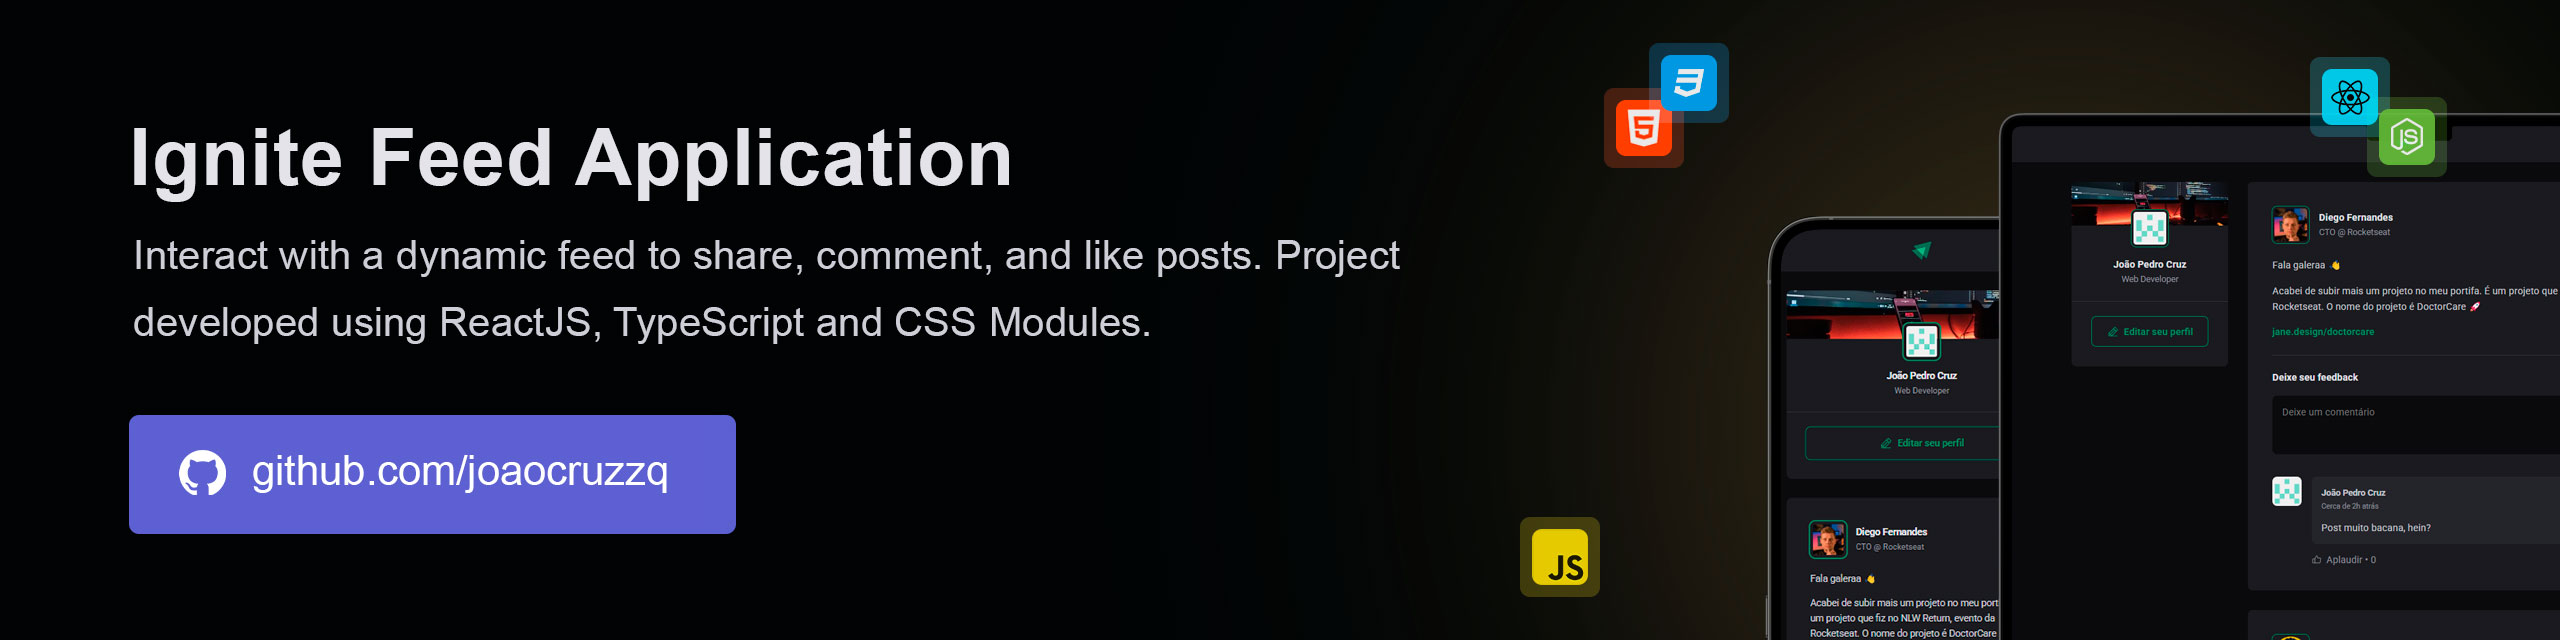 Ignite Feed Application
Interact with a dynamic feed to share, comment, and like posts. Project
developed using ReactJS, TypeScript and CSS Modules.
github.com/joaocruzzq
JS
5
3
JS
João Pedro Cruz
Web Developer
Editar seu perfil
Diego Fernandes
CTO @ Rocketseat
Fala galeraa 👋
Acabei de subir mais um projeto no meu port
um projeto que fiz no NLW Return, evento da
Rocketseat. O nome do projeto é DoctorCare
João Pedro Cruz
Web Developer
Editar seu perfil
Diego Fernandes
CTO @ Rocketseat
Fala galeraa 👋
Acabei de subir mais um projeto no meu portifa. É um projeto que
Rocketseat. O nome do projeto é DoctorCare 🚀
jane.design/doctorcare
Deixe seu feedback
Deixe um comentário
João Pedro Cruz
Cerca de 2h atrás
Post muito bacana, hein?
Aplaudir • 0